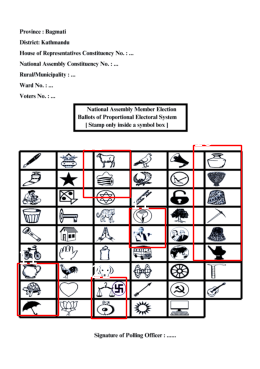 Province : Bagmati
District: Kathmandu
House of Representatives Constituency No. : ...
National Assembly Constituency No. : ...
Rural/Municipality : ...
Ward No. : ...
Voters No. : ...
National Assembly Member Election
Ballots of Proportional Electoral System
[ Stamp only inside a symbol box ]
Signature of Polling Officer : ......